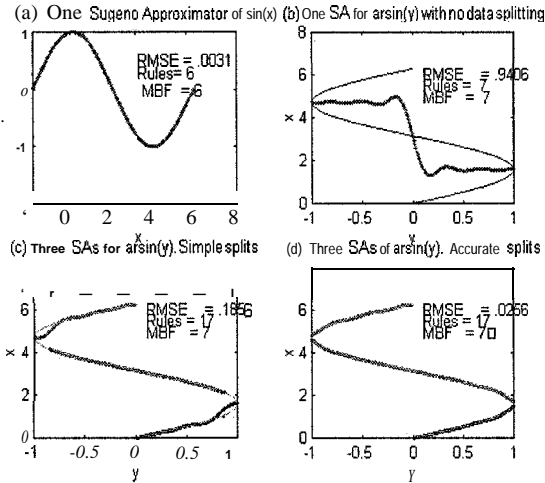 (a) One Sugeno Approximator of sin(x)
1
0
-1
RMSE = .0031
Rules= 6
MBF = 6
0 2 4 6 8
x
(b) One SA for arsin(y) with no data splitting
8
6
4
2
0
x
RMSE = .9406
Rules = 7
MBF = 7
-1 -0.5 0 0.5 1
y
(c) Three SAs for arsin(y). Simple splits
6
4
2
0
x
RMSE = .1856
Rules = 17
MBF = 7
-1 -0.5 0 0.5 1
y
(d) Three SAs of arsin(y). Accurate splits
6
4
2
0
x
RMSE = .0256
Rules = 17
MBF = 70
-1 -0.5 0 0.5 1
Y